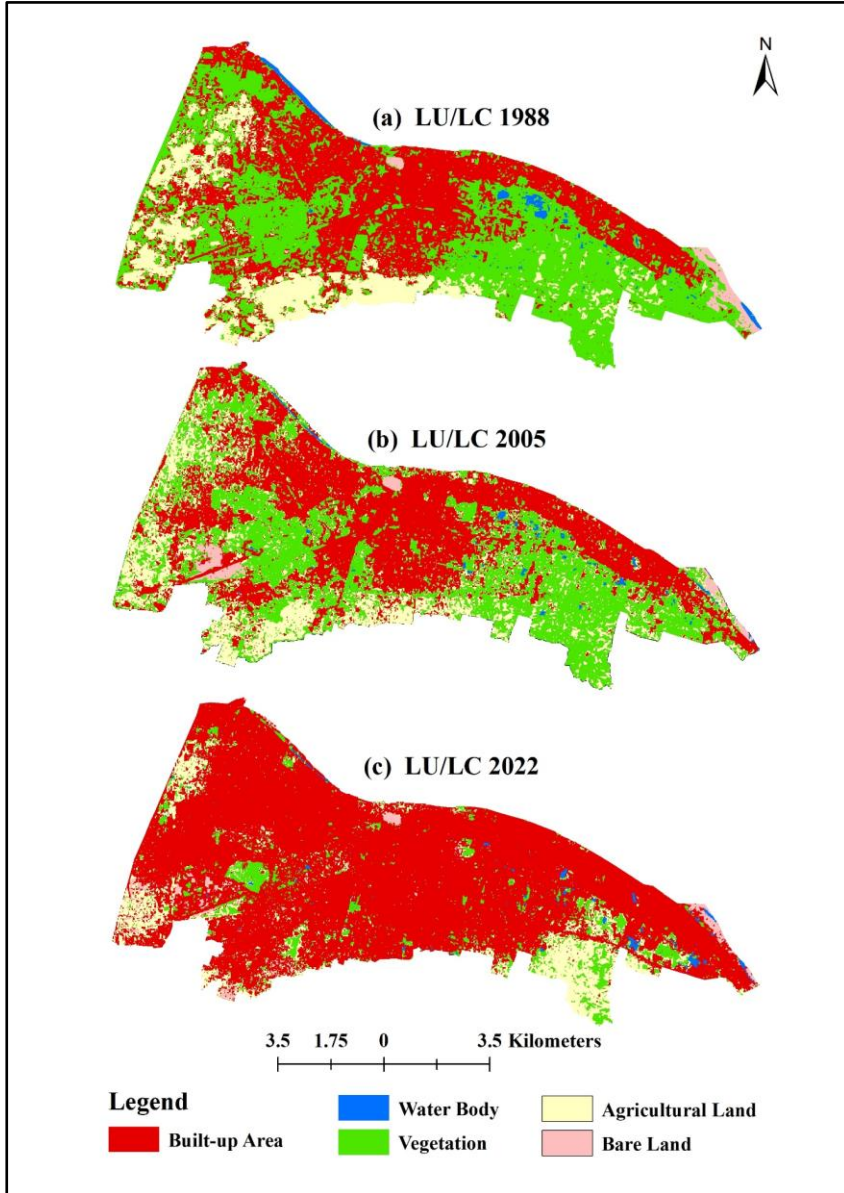 N
(a) LU/LC 1988
(b) LU/LC 2005
(c) LU/LC 2022
3.5 1.75 0 3.5 Kilometers
Legend
Water Body
Agricultural Land
Built-up Area
Vegetation
Bare Land